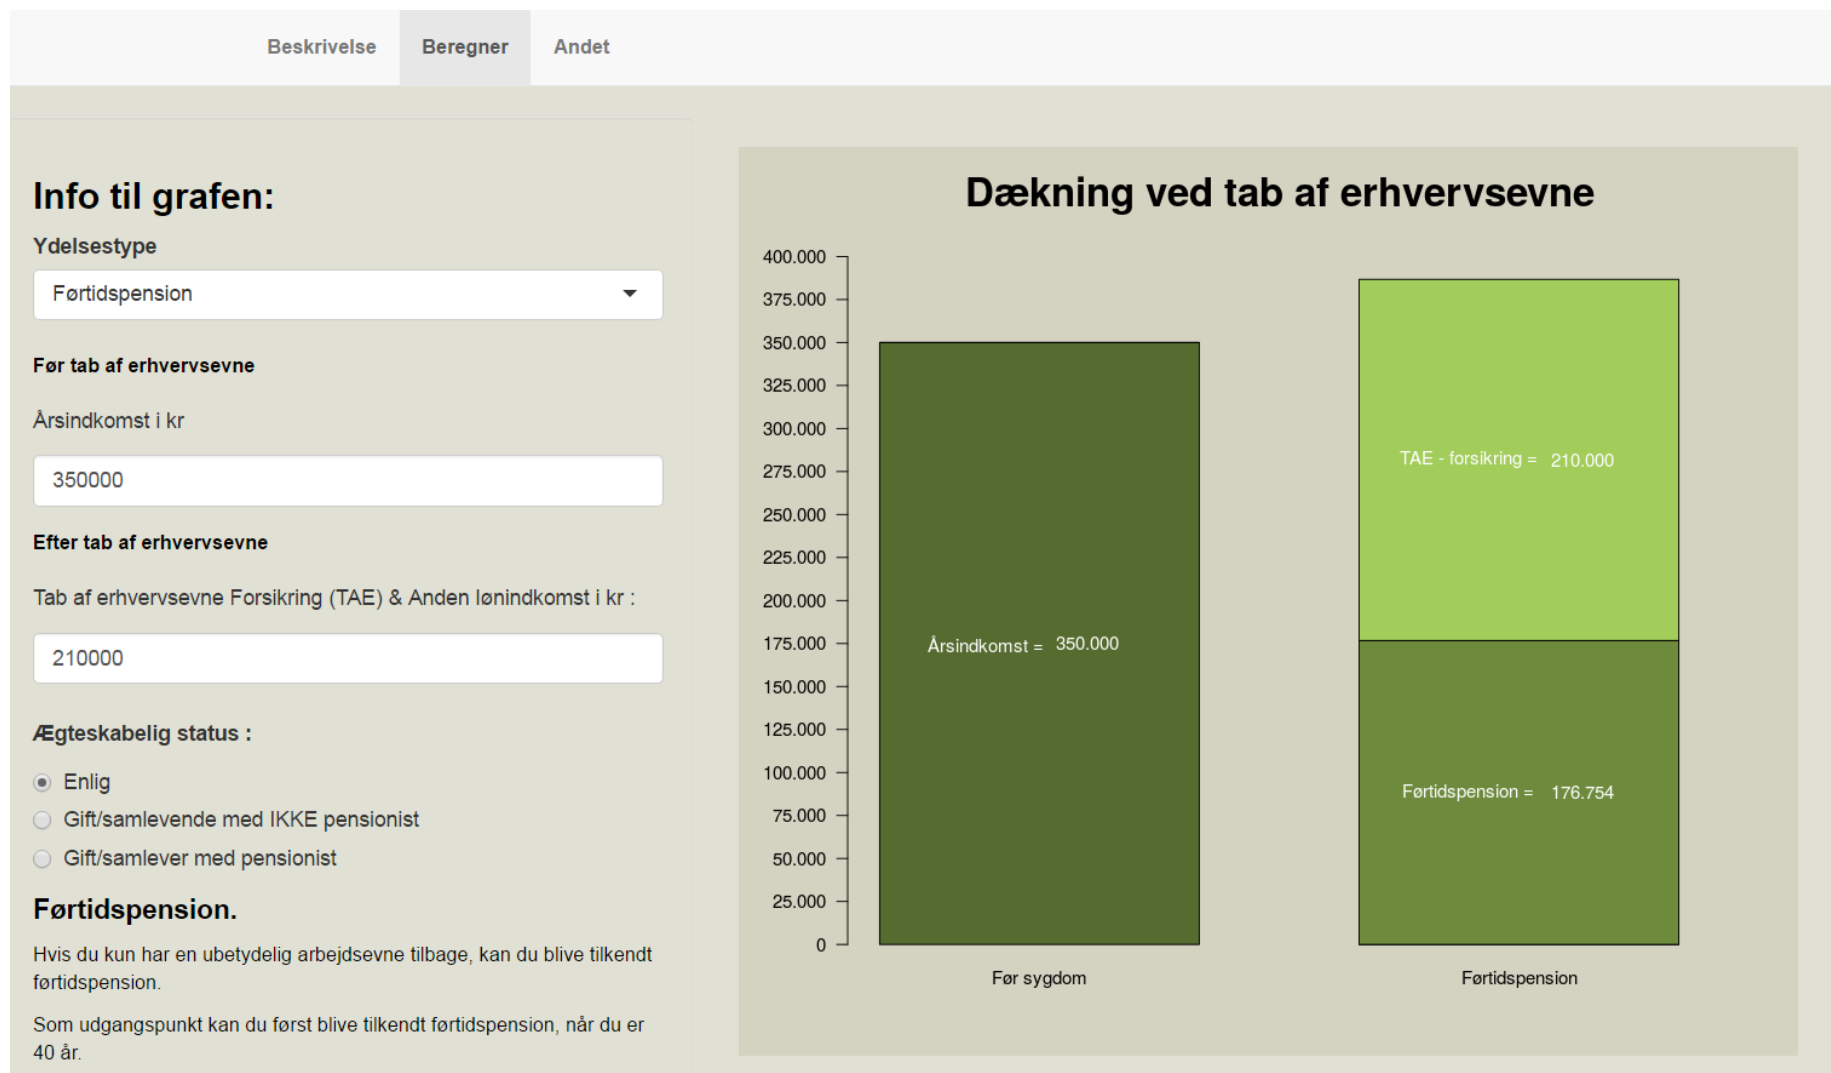 Beskrivelse Beregner Andet
Info til grafen:
Ydelsestype
Førtidspension
Før tab af erhvervsevne
Årsindkomst i kr
350000
Efter tab af erhvervsevne
Tab af erhvervsevne Forsikring (TAE) & Anden lønindkomst i kr :
210000
Ægteskabelig status :
Enlig
Gift/samlevende med IKKE pensionist
Gift/samlever med pensionist
Førtidspension.
Hvis du kun har en ubetydelig arbejdsevne tilbage, kan du blive tilkendt
førtidspension.
Som udgangspunkt kan du først blive tilkendt førtidspension, når du er
40 år.
Dækning ved tab af erhvervsevne
400.000
375.000
350.000
325.000
300.000
275.000
250.000
225.000
200.000
175.000
150.000
125.000
100.000
75.000
50.000
25.000
0
Årsindkomst = 350.000
TAE - forsikring = 210.000
Førtidspension = 176.754
Før sygdom
Førtidspension